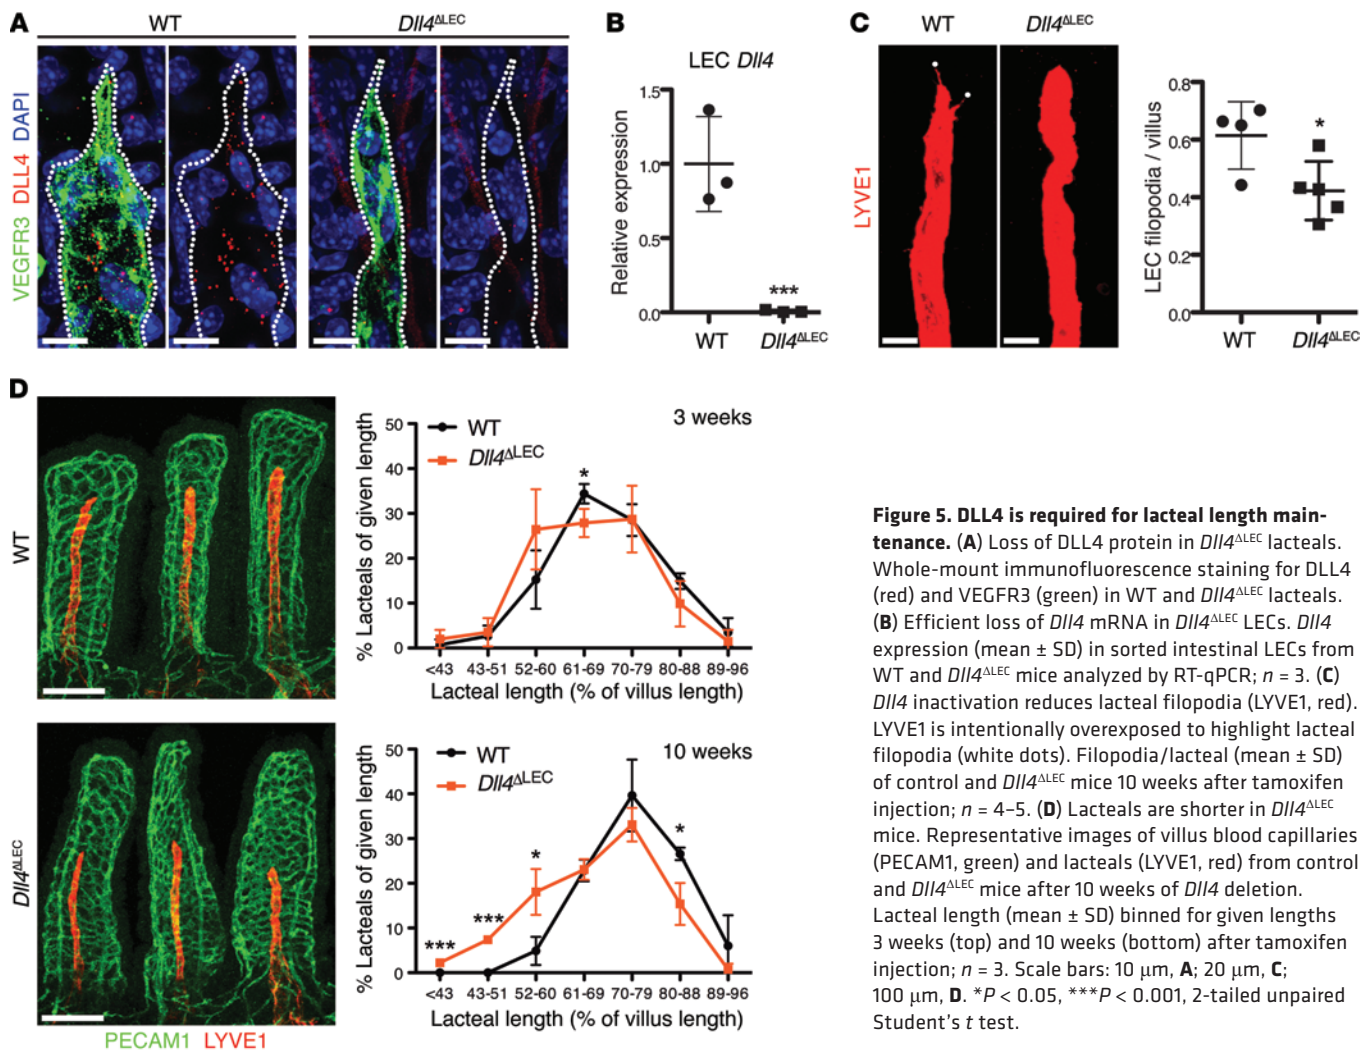 A
WT
Dll4ΔLEC
VEGFR3 DLL4 DAPI
B
LEC Dll4
Relative expression
1.5
1.0
0.5
0.0
***
WT
Dll4ΔLEC
C
WT
Dll4ΔLEC
LYVE1
LEC filopodia / villus
0.8
0.6
0.4
0.2
0.0
*
WT
Dll4ΔLEC
D
WT
Dll4ΔLEC
PECAM1 LYVE1
3 weeks
WT
Dll4ΔLEC
% Lacteals of given length
50
40
30
20
10
0
*
<43 43-51 52-60 61-69 70-79 80-88 89-96
Lacteal length (% of villus length)
10 weeks
WT
Dll4ΔLEC
% Lacteals of given length
50
40
30
20
10
0
*** *** * *
<43 43-51 52-60 61-69 70-79 80-88 89-96
Lacteal length (% of villus length)
Figure 5. DLL4 is required for lacteal length main-
tenance. (A) Loss of DLL4 protein in Dll4ΔLEC lacteals.
Whole-mount immunofluorescence staining for DLL4
(red) and VEGFR3 (green) in WT and Dll4ΔLEC lacteals.
(B) Efficient loss of Dll4 mRNA in Dll4ΔLEC LECs. Dll4
expression (mean ± SD) in sorted intestinal LECs from
WT and Dll4ΔLEC mice analyzed by RT-qPCR; n = 3. (C)
Dll4 inactivation reduces lacteal filopodia (LYVE1, red).
LYVE1 is intentionally overexposed to highlight lacteal
filopodia (white dots). Filopodia/lacteal (mean ± SD)
of control and Dll4ΔLEC mice 10 weeks after tamoxifen
injection; n = 4–5. (D) Lacteals are shorter in Dll4ΔLEC
mice. Representative images of villus blood capillaries
(PECAM1, green) and lacteals (LYVE1, red) from control
and Dll4ΔLEC mice after 10 weeks of Dll4 deletion.
Lacteal length (mean ± SD) binned for given lengths
3 weeks (top) and 10 weeks (bottom) after tamoxifen
injection; n = 3. Scale bars: 10 μm, A; 20 μm, C;
100 μm, D. *P < 0.05, ***P < 0.001, 2-tailed unpaired
Student's t test.